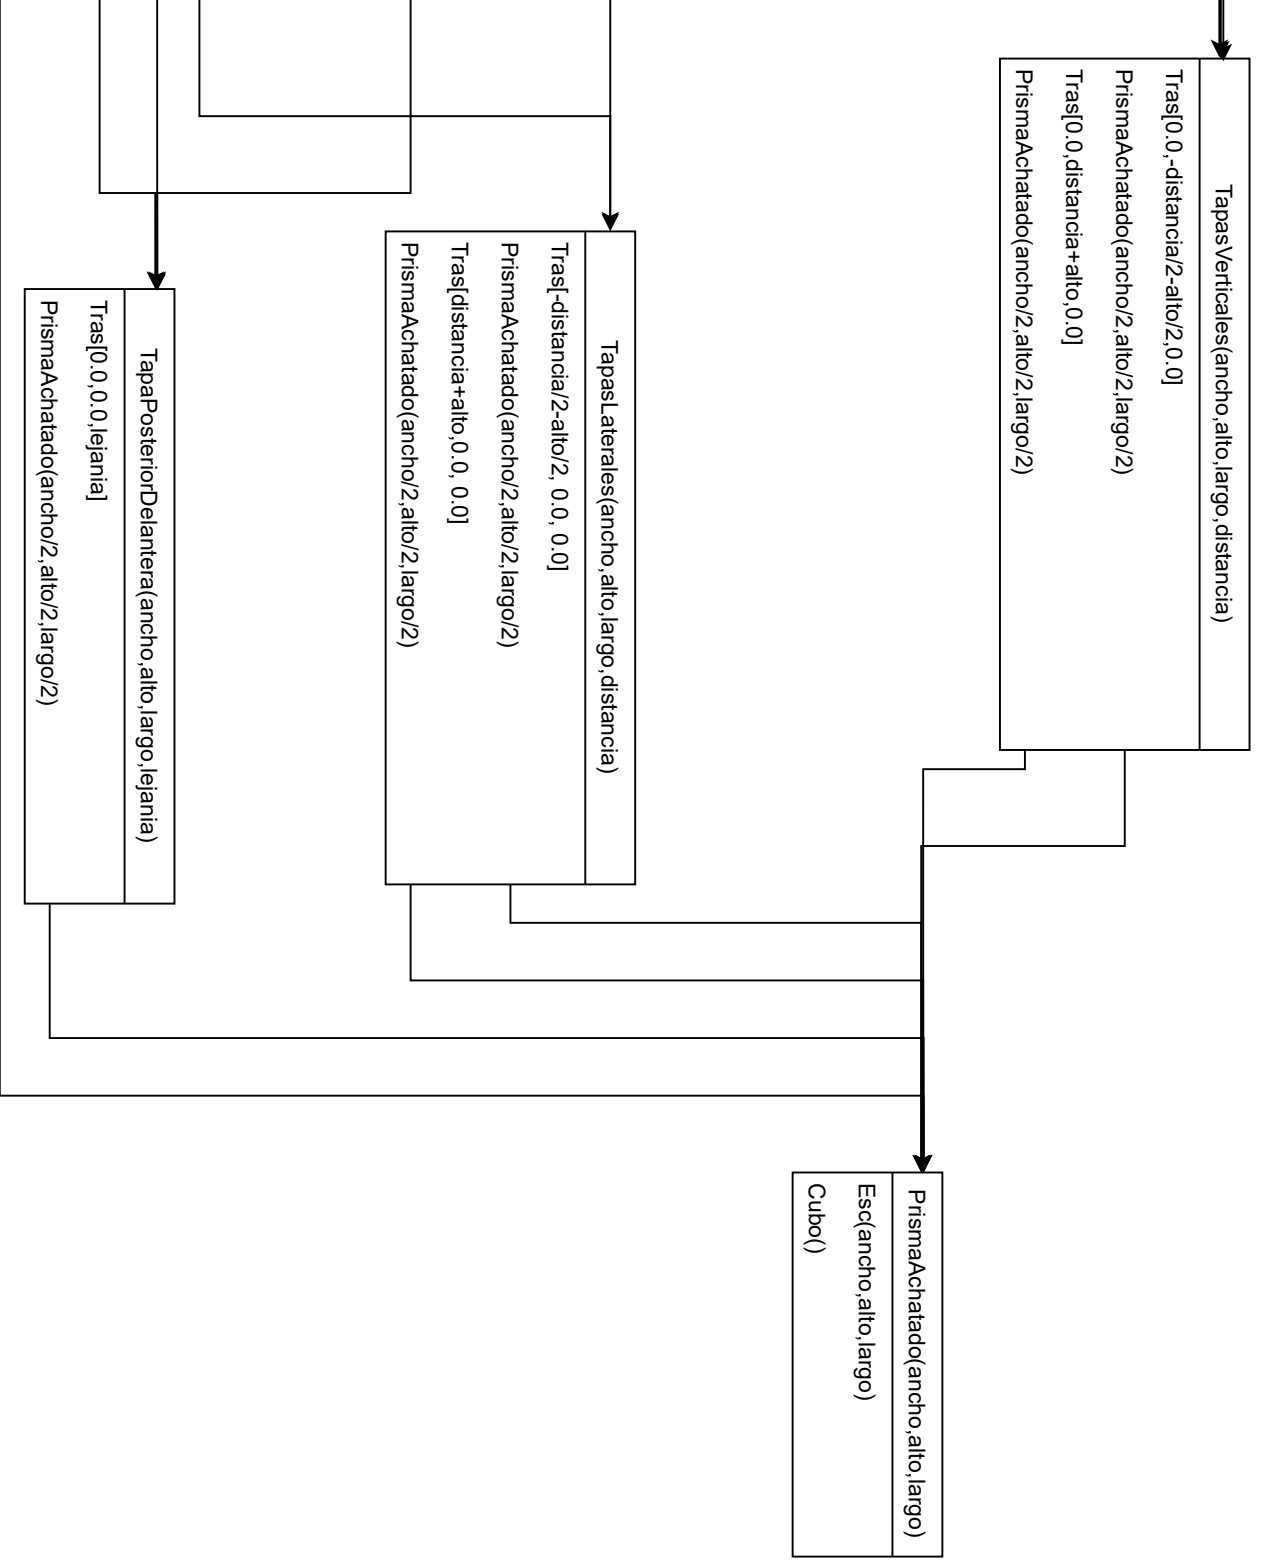 TapasVerticales(ancho,alto,largo,distancia)
Tras[0.0,-distancia/2-alto/2,0.0]
PrismaAchatado(ancho/2,alto/2,largo/2)
Tras[0.0,distancia+alto,0.0]
PrismaAchatado(ancho/2,alto/2,largo/2)
TapasLaterales(ancho,alto,largo,distancia)
Tras[-distancia/2-alto/2, 0.0, 0.0]
PrismaAchatado(ancho/2,alto/2,largo/2)
Tras[distancia+alto,0.0, 0.0]
PrismaAchatado(ancho/2,alto/2,largo/2)
TapaPosteriorDelantera(ancho,alto,largo,lejania)
Tras[0.0,0.0,lejania]
PrismaAchatado(ancho/2,alto/2,largo/2)
PrismaAchatado(ancho,alto,largo)
Esc(ancho,alto,largo)
Cubo()